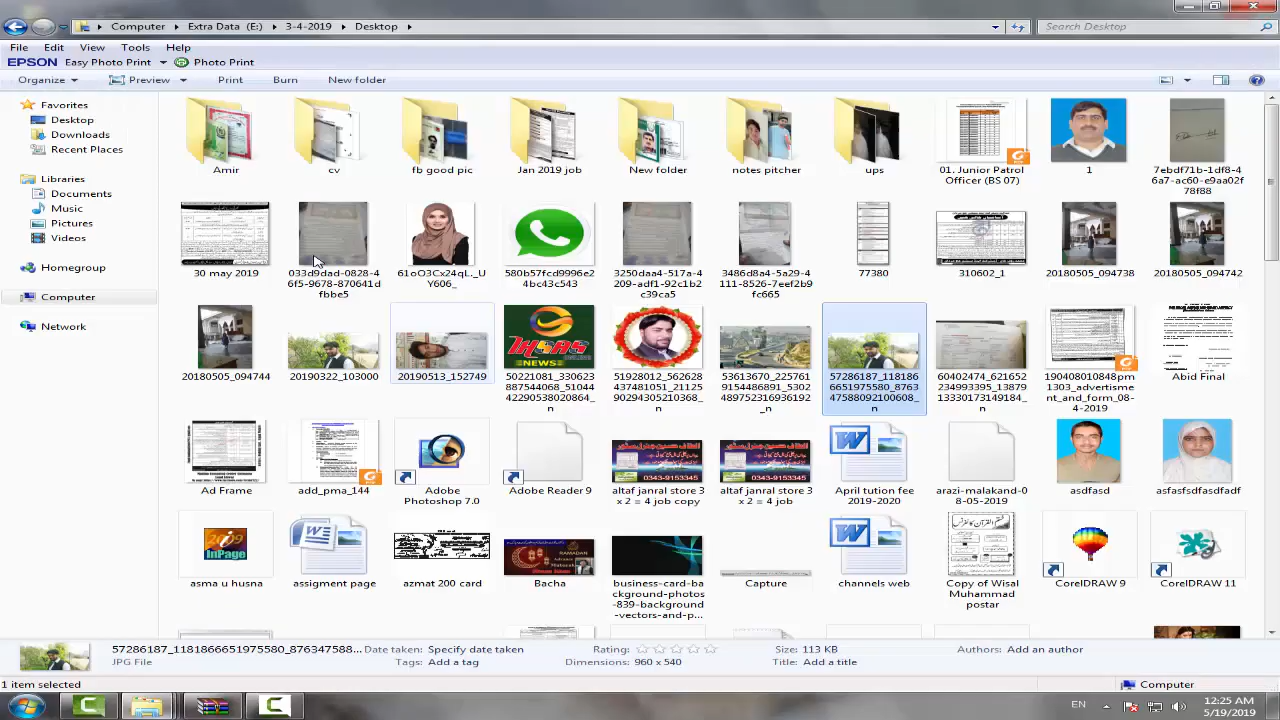 Computer ▸ Extra Data (E:) ▸ 3-4-2019 ▸ Desktop ▸
Search Desktop
File Edit View Tools Help
EPSON Easy Photo Print Photo Print
Organize Preview Print Burn New folder
Favorites
Desktop
Downloads
Recent Places
Libraries
Documents
Music
Pictures
Videos
Homegroup
Computer
Network
Amir
cv
fb good pic
Jan 2019 job
New folder
notes pitcher
ups
01. Junior Patrol
Officer (BS 07)
1
7ebdf71b-1df8-4
6a7-ac60-e9aa02f
78f88
30 may 2019
033d9dad-0828-4
6f5-9678-870641d
fbbe5
61oO3Cx24qL._U
Y606_
580b57fcd9996e2
4bc43c543
3250daa4-517a-4
209-adf1-92c1b2
c39ca5
3486d8a4-5a29-4
111-8526-7eef2b9
fc665
77380
310602_1
20180505_094738
20180505_094742
20180505_094744
20190322_103000
20190513_152749
NEWS
50221081_330623
887544068_51044
42290538020864_
n
51928012_562628
437481051_21125
90294305210368_
n
53613670_225761
9154486891_5302
489752316936192
_n
57286187_118186
6651975580_8763
47588092100608_
n
60402474_621652
234993395_13879
13330173149184_
n
190408010848pm
1303_advertisme
nt_and_form_08-
4-2019
Abid Final
Ad Frame
add_pma_144
Adobe
Photoshop 7.0
Adobe Reader 9
0343-9153345
altaf janral store 3
x 2 = 4 job copy
0343-9153345
altaf janral store 3
x 2 = 4 job
April tution fee
2019-2020
arazi-malakand-0
8-05-2019
asdfasd
asfasfsdfasdfadf
2009
InPage
asma u husna
assigment page
azmat 200 card
RAMADAN
Bacha
business-card-ba
ckground-photos
-839-background
-vectors-and-p...
Capture
channels web
Copy of Wisal
Muhammad
postar
CorelDRAW 9
CorelDRAW 11
57286187_1181866651975580_876347588... Date taken: Specify date taken Rating: Size: 113 KB Authors: Add an author
JPG File Tags: Add a tag Dimensions: 960 x 540 Title: Add a title
1 item selected
Computer
EN
12:25 AM
5/19/2019